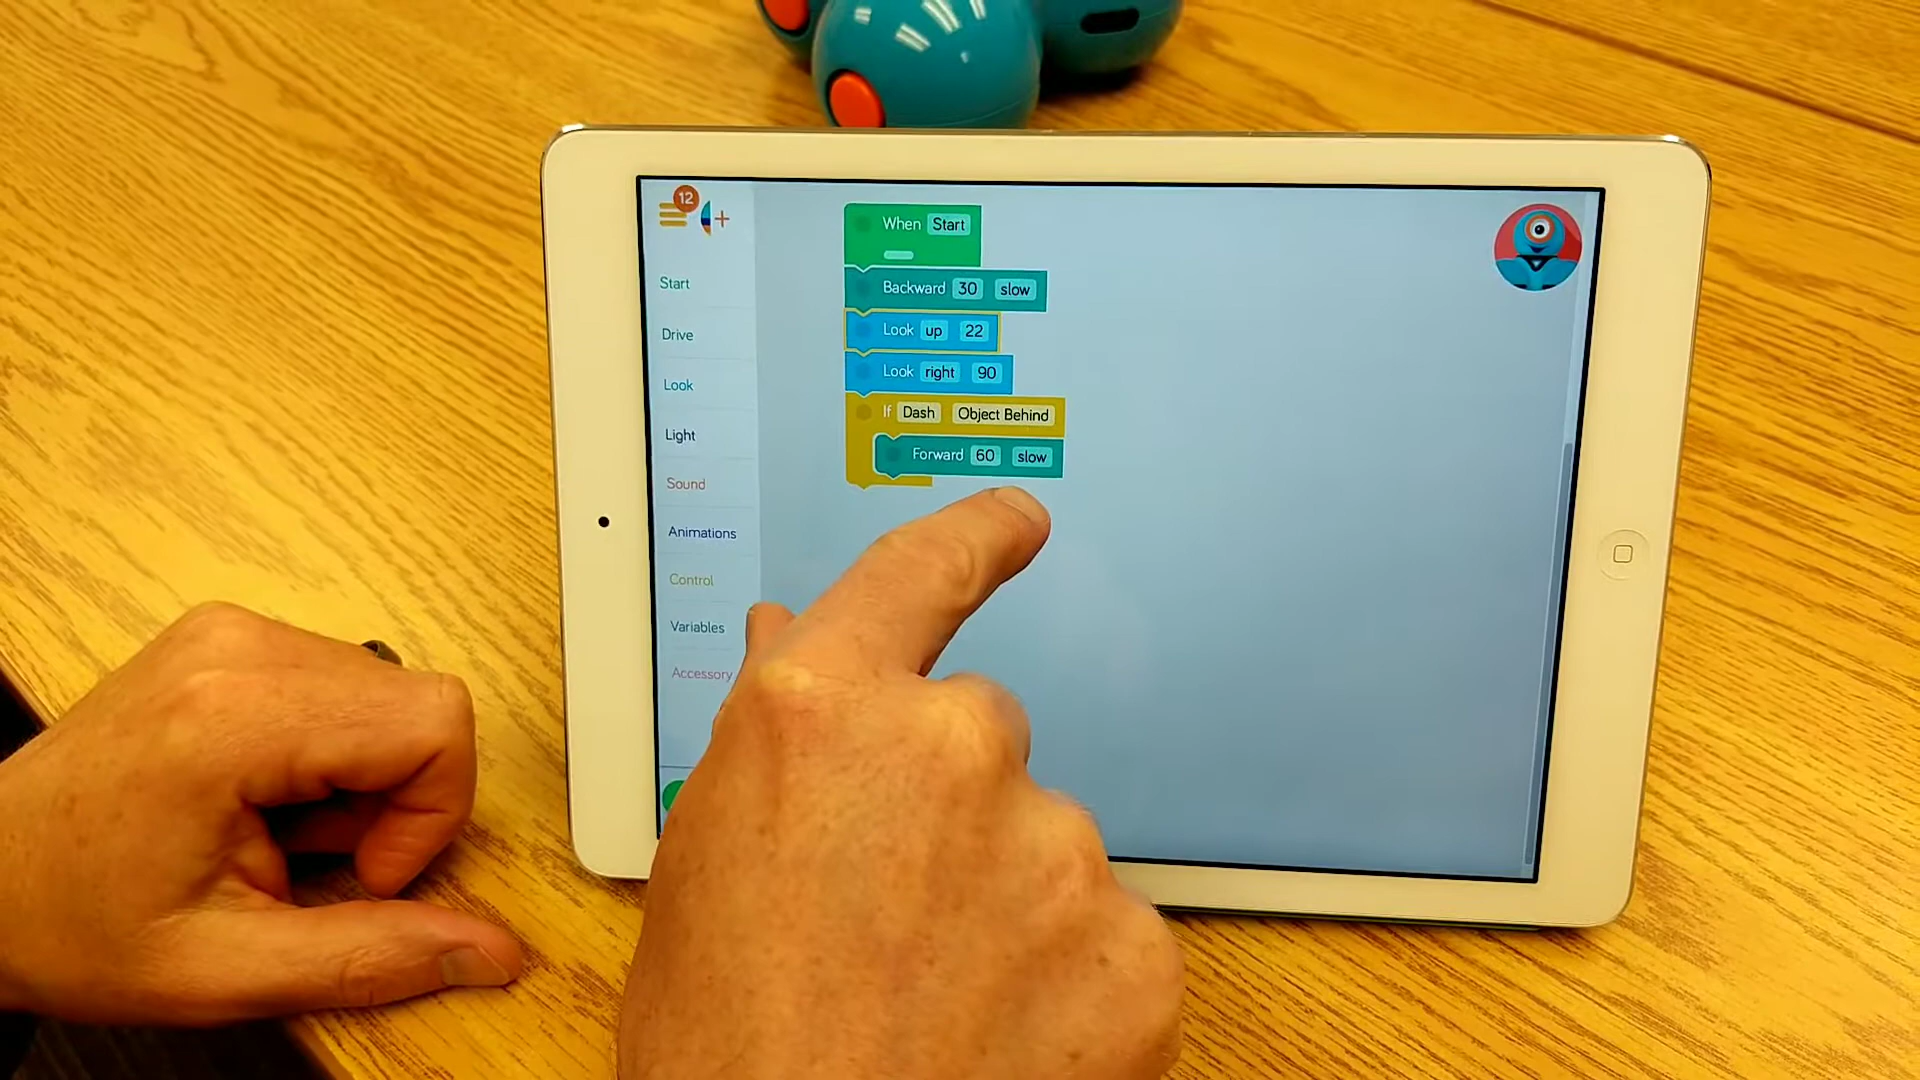 12
+
Start
Drive
Look
Light
Sound
Animations
Control
Variables
Accessory
When Start
Backward 30 slow
Look up 22
Look right 90
If Dash Object Behind
Forward 60 slow